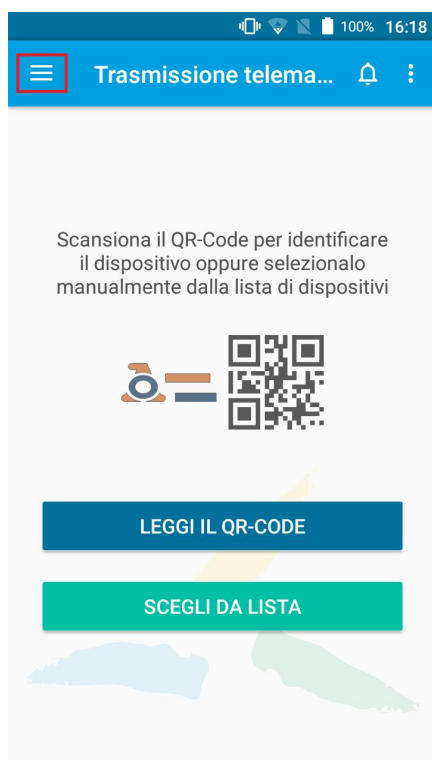 100% 16:18
Trasmissione telema...
Scansiona il QR-Code per identificare
il dispositivo oppure selezionalo
manualmente dalla lista di dispositivi
LEGGI IL QR-CODE
SCEGLI DA LISTA